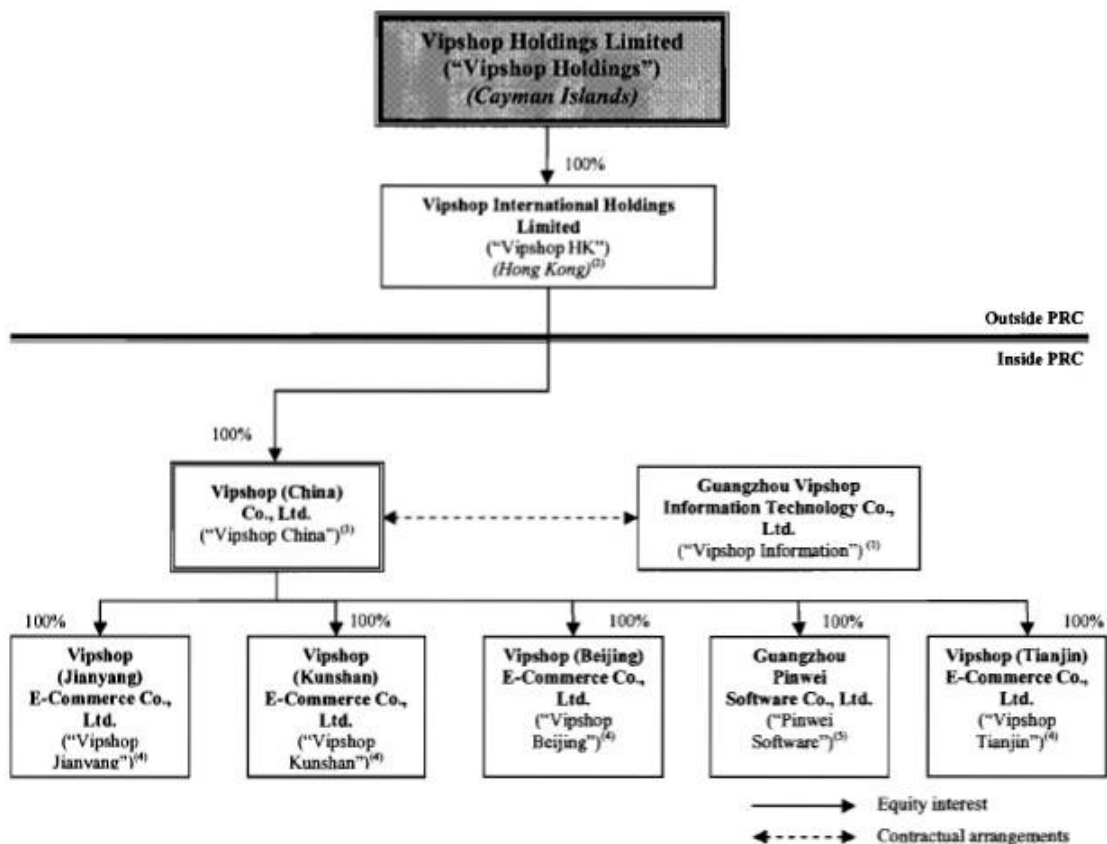 Vipshop Holdings Limited
(“Vipshop Holdings”)
(Cayman Islands)
100%
Vipshop International Holdings
Limited
(“Vipshop HK”)
(Hong Kong)(2)
Outside PRC
Inside PRC
100%
Vipshop (China)
Co., Ltd.
(“Vipshop China”)(3)
Guangzhou Vipshop
Information Technology Co.,
Ltd.
(“Vipshop Information”) (1)
100%
100%
100%
100%
100%
Vipshop
(Jianyang)
E-Commerce Co.,
Ltd.
(“Vipshop
Jianyang”)(4)
Vipshop
(Kunshan)
E-Commerce Co.,
Ltd.
(“Vipshop
Kunshan”)(4)
Vipshop (Beijing)
E-Commerce Co.,
Ltd.
(“Vipshop
Beijing”)(4)
Guangzhou
Pinwei
Software Co., Ltd.
(“Pinwei
Software”)(5)
Vipshop (Tianjin)
E-Commerce Co.,
Ltd.
(“Vipshop
Tianjin”)(4)
Equity interest
Contractual arrangements